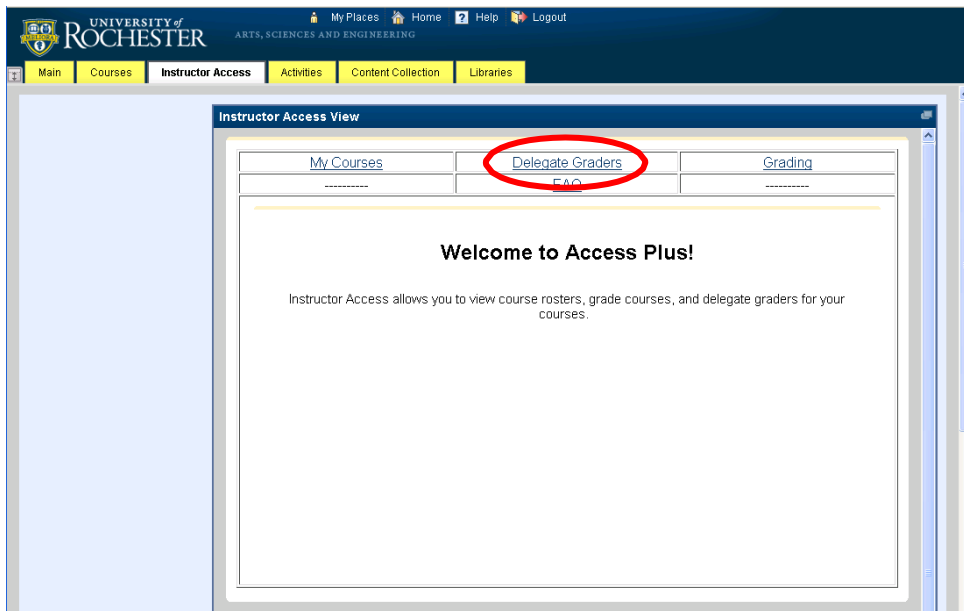 UNIVERSITY of
ROCHESTER
My Places Home ? Help Logout
ARTS, SCIENCES AND ENGINEERING
Main Courses Instructor Access Activities Content Collection Libraries
Instructor Access View
My Courses Delegate Graders Grading
---------- FAQ ----------
Welcome to Access Plus!
Instructor Access allows you to view course rosters, grade courses, and delegate graders for your
courses.